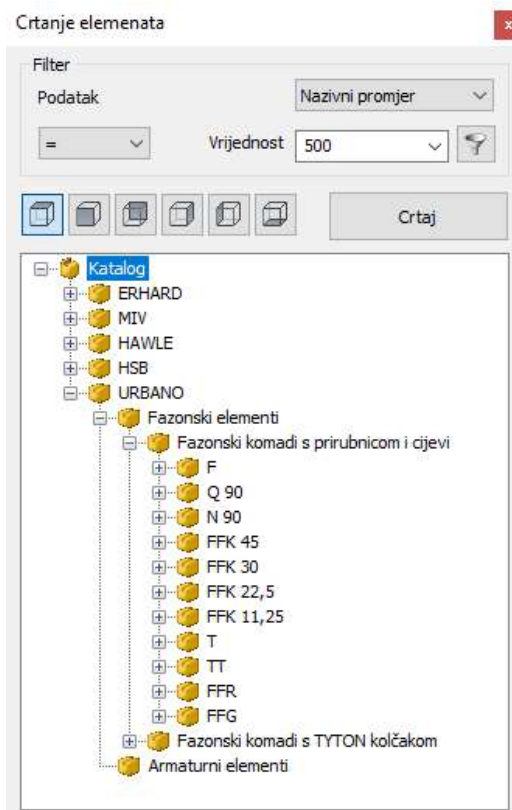 Crtanje elemenata
x
Filter
Podatak
Nazivni promjer
=
Vrijednost
500
Crtaj
Katalog
ERHARD
MIV
HAWLE
HSB
URBANO
Fazonski elementi
Fazonski komadi s prirubnicom i cijevi
F
Q 90
N 90
FFK 45
FFK 30
FFK 22,5
FFK 11,25
T
TT
FFR
FFG
Fazonski komadi s TYTON kolčakom
Armaturni elementi